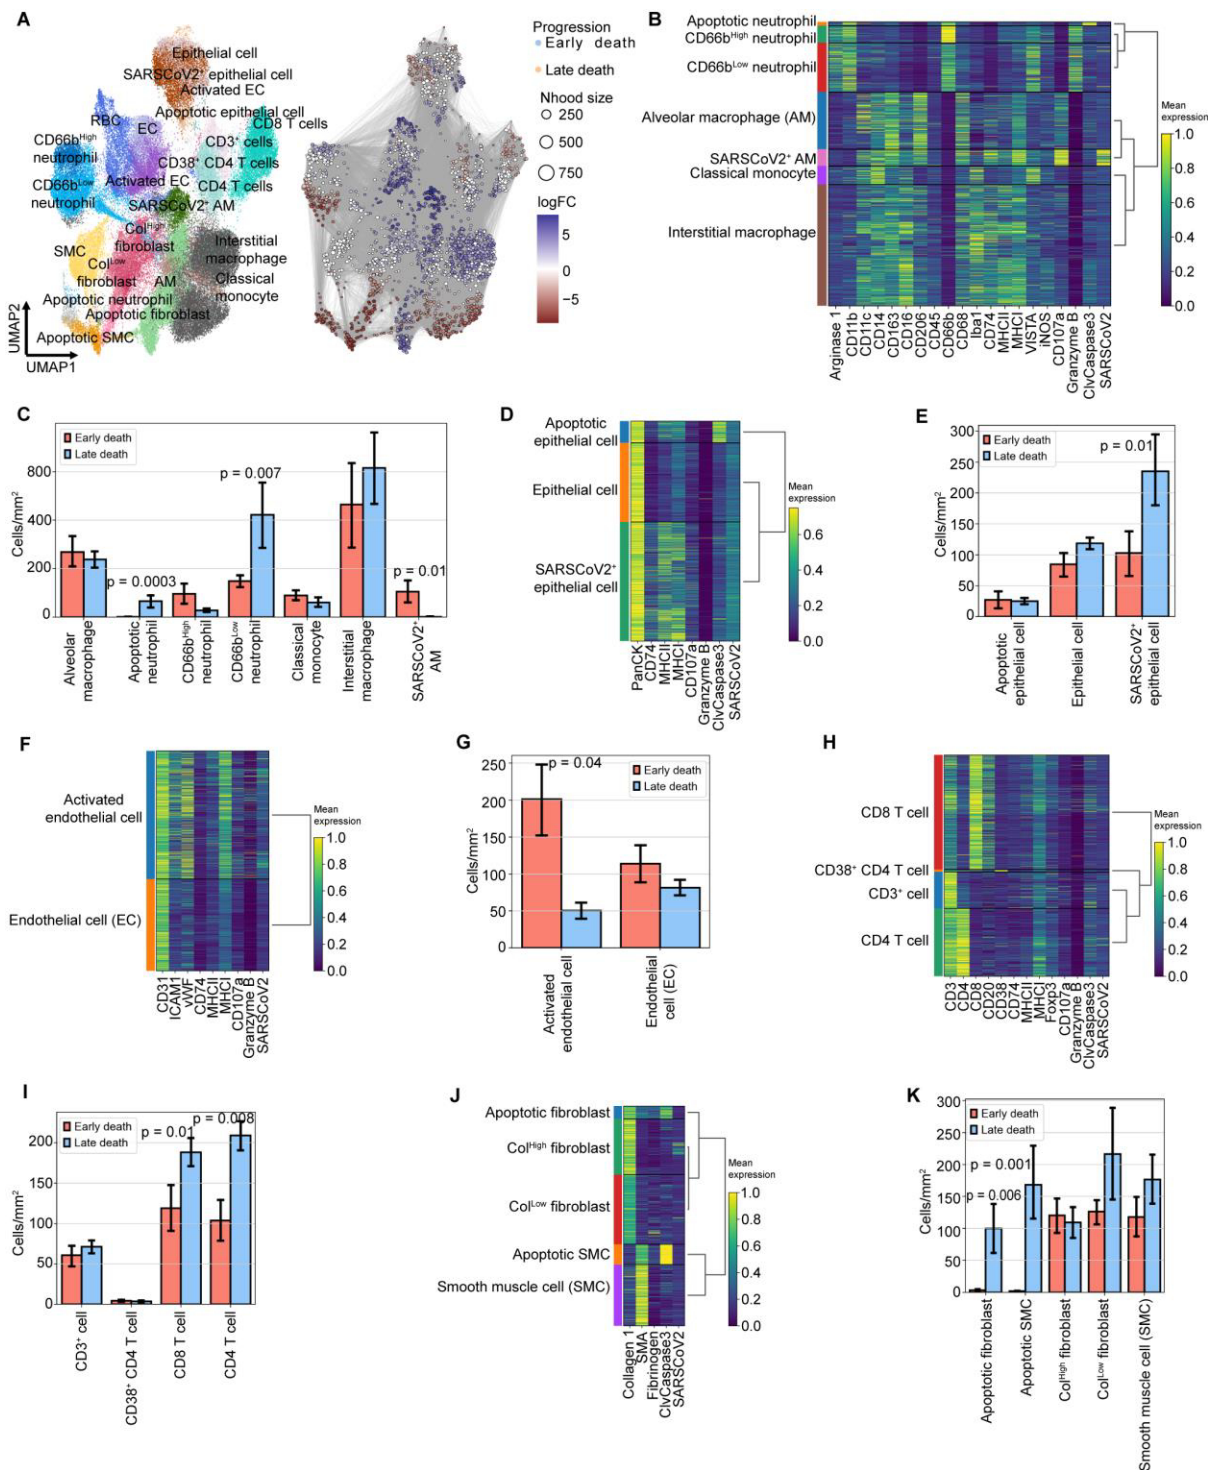 A
Epithelial cell
SARSCoV2⁺ epithelial cell
Activated EC
Apoptotic epithelial cell
RBC
EC
CD8 T cells
CD66bHigh
neutrophil
CD3⁺ cells
CD38⁺ CD4 T cells
CD66bLow
neutrophil
Activated EC
CD4 T cells
SARSCoV2⁺ AM
ColHigh
fibroblast
SMC
ColLow
fibroblast
Interstitial
macrophage
AM
Classical
monocyte
Apoptotic neutrophil
Apoptotic fibroblast
Apoptotic SMC
UMAP2
UMAP1
Progression
Early death
Late death
Nhood size
250
500
750
logFC
5
0
−5
B
Apoptotic neutrophil
CD66bHigh neutrophil
CD66bLow neutrophil
Alveolar macrophage (AM)
SARSCoV2⁺ AM
Classical monocyte
Interstitial macrophage
Arginase 1
CD11b
CD11c
CD14
CD163
CD16
CD206
CD45
CD66b
CD68
Iba1
CD74
MHCII
MHCI
VISTA
iNOS
CD107a
Granzyme B
ClvCaspase3
SARSCoV2
Mean
expression
1.0
0.8
0.6
0.4
0.2
0.0
C
Early death
Late death
Cells/mm²
800
400
200
0
p = 0.0003
p = 0.007
p = 0.01
Alveolar
macrophage
Apoptotic
neutrophil
CD66bHigh
neutrophil
CD66bLow
neutrophil
Classical
monocyte
Interstitial
macrophage
SARSCoV2⁺
AM
D
Apoptotic
epithelial cell
Epithelial cell
SARSCoV2⁺
epithelial cell
PanCK
CD74
MHCII
MHCI
CD107a
Granzyme B
ClvCaspase3
SARSCoV2
Mean
expression
0.6
0.4
0.2
0.0
E
Early death
Late death
p = 0.01
Cells/mm²
300
250
200
150
100
50
0
Apoptotic
epithelial cell
Epithelial cell
SARSCoV2⁺
epithelial cell
F
Activated
endothelial cell
Endothelial cell (EC)
CD31
ICAM1
vWF
CD74
MHCII
MHCI
CD107a
Granzyme B
SARSCoV2
Mean
expression
1.0
0.8
0.6
0.4
0.2
0.0
G
p = 0.04
Early death
Late death
Cells/mm²
250
200
150
100
50
0
Activated
endothelial cell
Endothelial
cell (EC)
H
CD8 T cell
CD38⁺ CD4 T cell
CD3⁺ cell
CD4 T cell
CD3
CD4
CD8
CD20
CD38
CD74
MHCII
MHCI
Foxp3
CD107a
Granzyme B
ClvCaspase3
SARSCoV2
Mean
expression
1.0
0.8
0.6
0.4
0.2
0.0
I
Early death
Late death
p = 0.01
p = 0.008
Cells/mm²
200
150
100
50
0
CD3⁺ cell
CD38⁺ CD4 T cell
CD8 T cell
CD4 T cell
J
Apoptotic fibroblast
ColHigh fibroblast
ColLow fibroblast
Apoptotic SMC
Smooth muscle cell (SMC)
Collagen 1
SMA
Fibrinogen
ClvCaspase3
SARSCoV2
Mean
expression
1.0
0.8
0.6
0.4
0.2
0.0
K
Early death
Late death
p = 0.001
p = 0.006
Cells/mm²
300
250
200
150
100
50
0
Apoptotic fibroblast
Apoptotic SMC
ColHigh fibroblast
ColLow fibroblast
Smooth muscle cell (SMC)